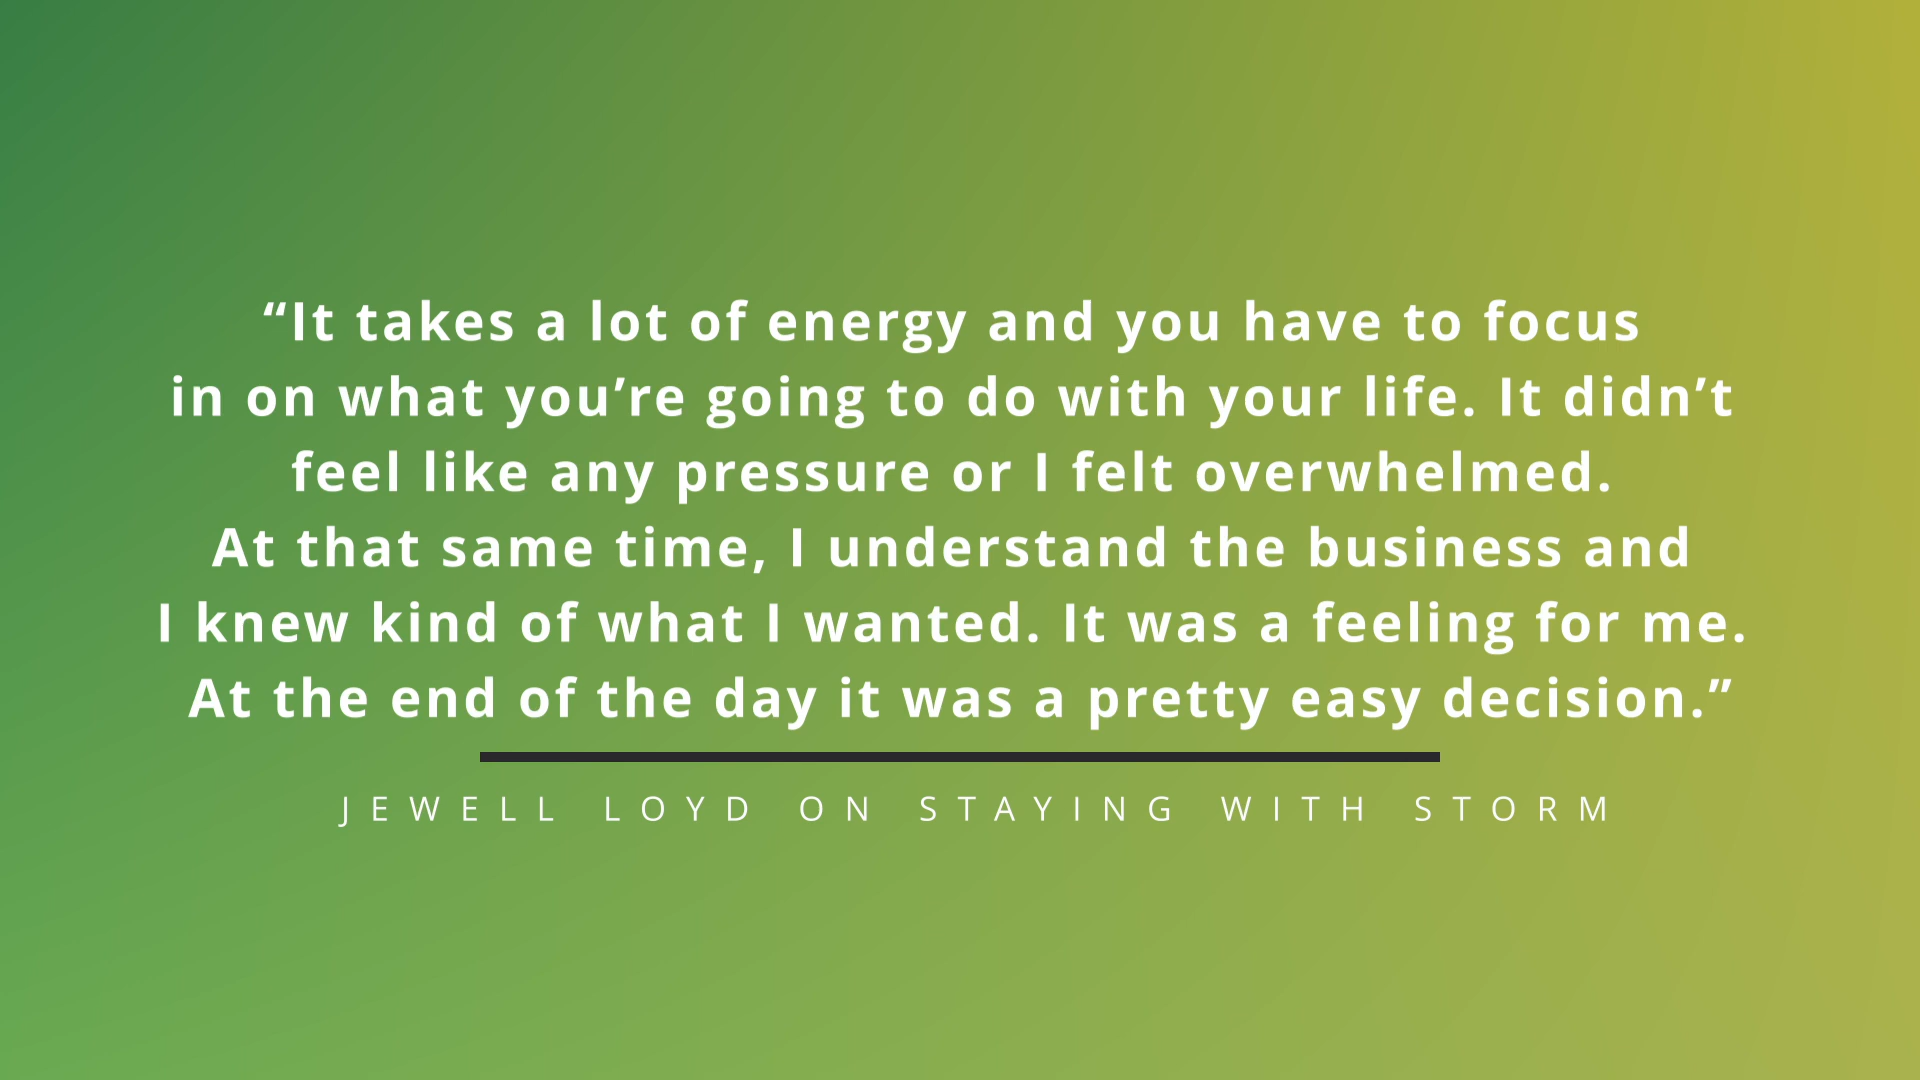 “It takes a lot of energy and you have to focus
in on what you’re going to do with your life. It didn’t
feel like any pressure or I felt overwhelmed.
At that same time, I understand the business and
I knew kind of what I wanted. It was a feeling for me.
At the end of the day it was a pretty easy decision.”
JEWELL LOYD ON STAYING WITH STORM